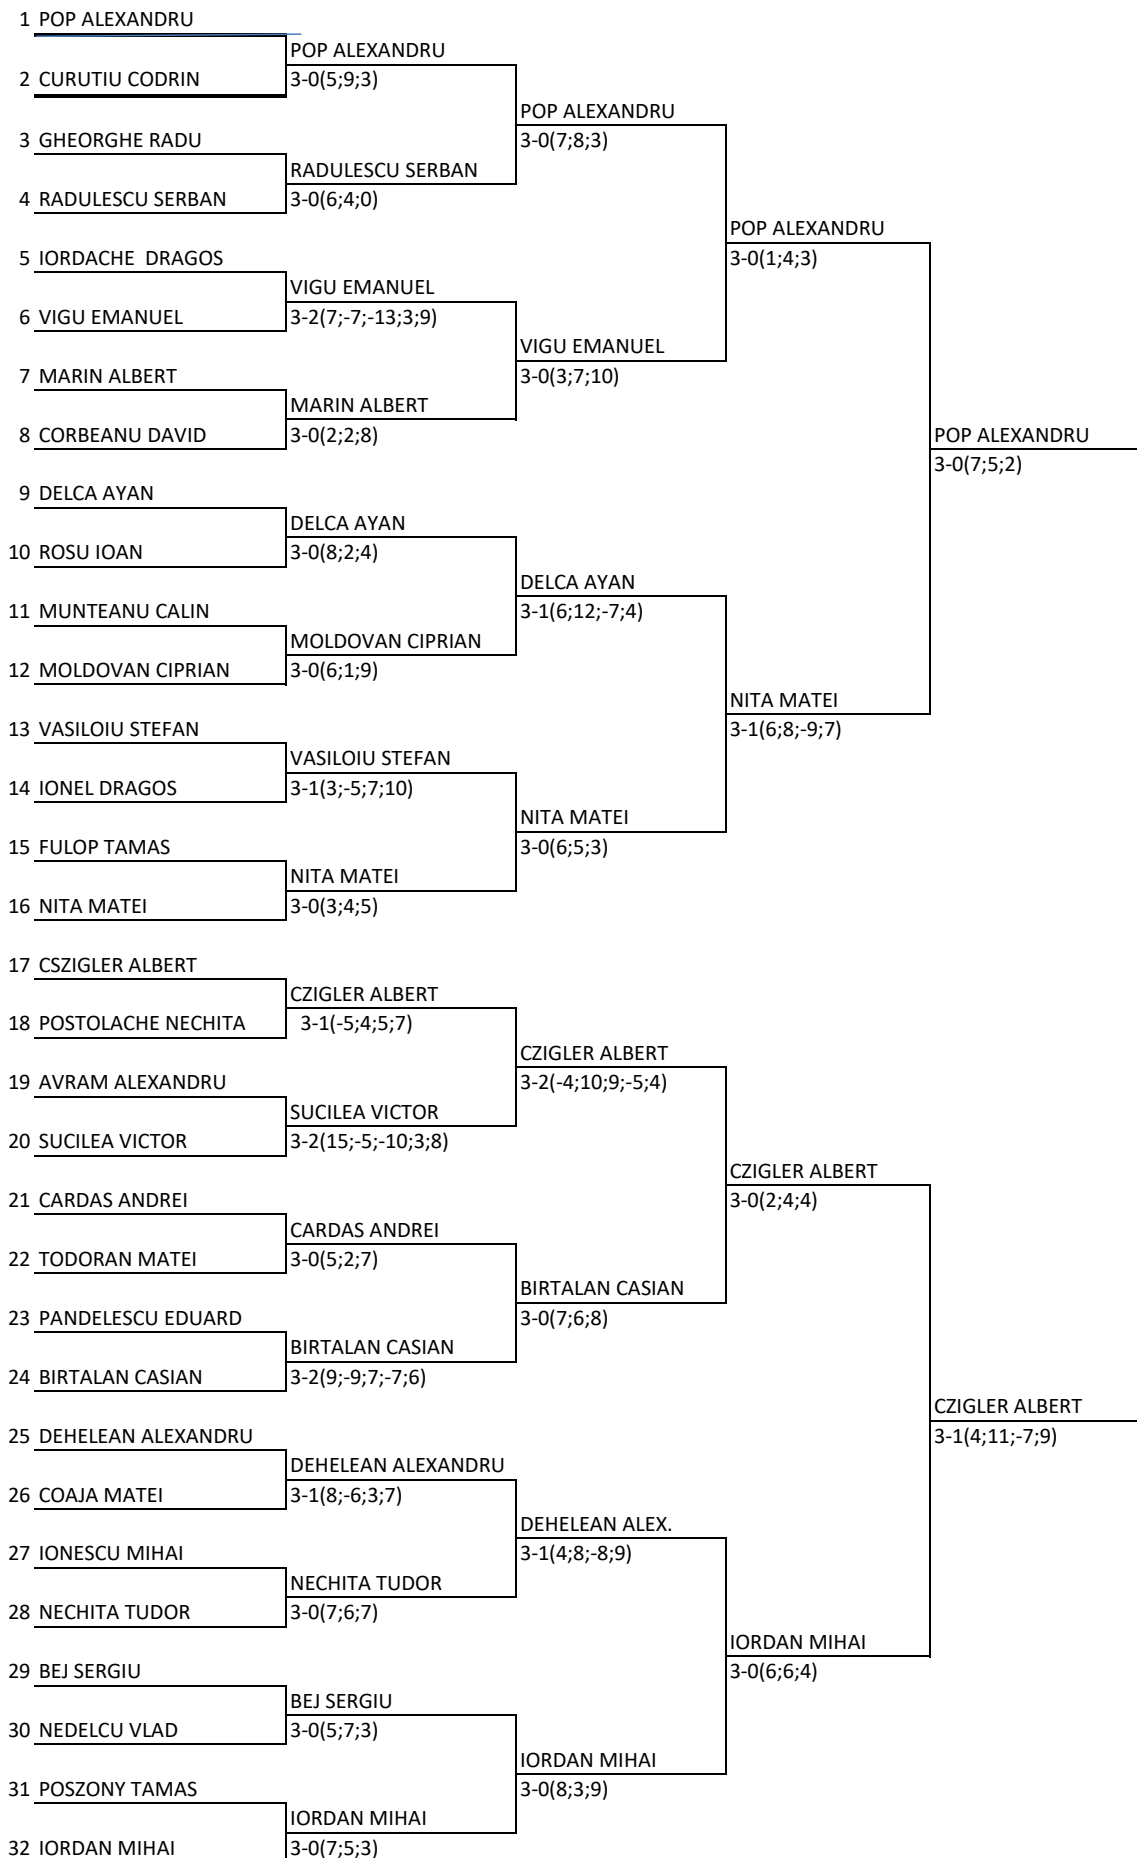 1 POP ALEXANDRU
POP ALEXANDRU
2 CURUTIU CODRIN 3-0(5;9;3)
POP ALEXANDRU
3 GHEORGHE RADU 3-0(7;8;3)
RADULESCU SERBAN
4 RADULESCU SERBAN 3-0(6;4;0)
POP ALEXANDRU
5 IORDACHE  DRAGOS 3-0(1;4;3)
VIGU EMANUEL
6 VIGU EMANUEL 3-2(7;-7;-13;3;9)
VIGU EMANUEL
7 MARIN ALBERT 3-0(3;7;10)
MARIN ALBERT
8 CORBEANU DAVID 3-0(2;2;8) POP ALEXANDRU
3-0(7;5;2)
9 DELCA AYAN
DELCA AYAN
10 ROSU IOAN 3-0(8;2;4)
DELCA AYAN
11 MUNTEANU CALIN 3-1(6;12;-7;4)
MOLDOVAN CIPRIAN
12 MOLDOVAN CIPRIAN 3-0(6;1;9)
NITA MATEI
13 VASILOIU STEFAN 3-1(6;8;-9;7)
VASILOIU STEFAN
14 IONEL DRAGOS 3-1(3;-5;7;10)
NITA MATEI
15 FULOP TAMAS 3-0(6;5;3)
NITA MATEI
16 NITA MATEI 3-0(3;4;5)
17 CSZIGLER ALBERT
CZIGLER ALBERT
18 POSTOLACHE NECHITA 3-1(-5;4;5;7)
CZIGLER ALBERT
19 AVRAM ALEXANDRU 3-2(-4;10;9;-5;4)
SUCILEA VICTOR
20 SUCILEA VICTOR 3-2(15;-5;-10;3;8)
CZIGLER ALBERT
21 CARDAS ANDREI 3-0(2;4;4)
CARDAS ANDREI
22 TODORAN MATEI 3-0(5;2;7)
BIRTALAN CASIAN
23 PANDELESCU EDUARD 3-0(7;6;8)
BIRTALAN CASIAN
24 BIRTALAN CASIAN 3-2(9;-9;7;-7;6)
CZIGLER ALBERT
25 DEHELEAN ALEXANDRU 3-1(4;11;-7;9)
DEHELEAN ALEXANDRU
26 COAJA MATEI 3-1(8;-6;3;7)
DEHELEAN ALEX.
27 IONESCU MIHAI 3-1(4;8;-8;9)
NECHITA TUDOR
28 NECHITA TUDOR 3-0(7;6;7)
IORDAN MIHAI
29 BEJ SERGIU 3-0(6;6;4)
BEJ SERGIU
30 NEDELCU VLAD 3-0(5;7;3)
IORDAN MIHAI
31 POSZONY TAMAS 3-0(8;3;9)
IORDAN MIHAI
32 IORDAN MIHAI 3-0(7;5;3)